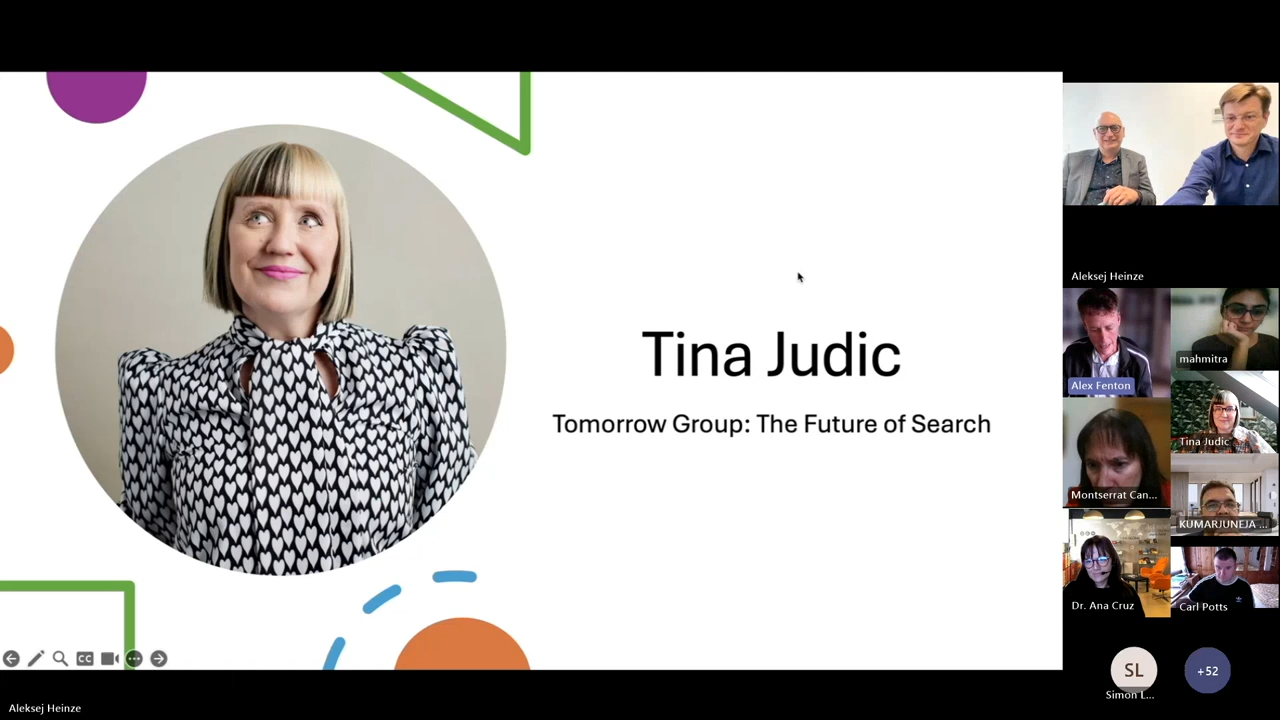 Tina Judic
Tomorrow Group: The Future of Search
Aleksej Heinze
Alex Fenton
mahmitra
Tina Judic
Montserrat Can...
KUMARJUNEJA ...
Dr. Ana Cruz
Carl Potts
SL
Simon L...
+52
CC
Aleksej Heinze